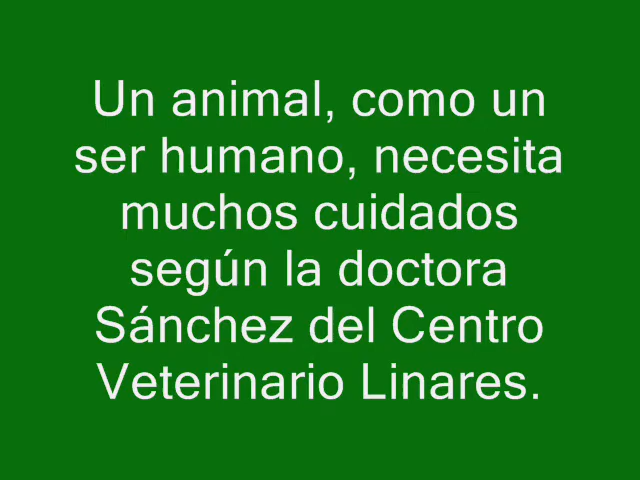 Un animal, como un
ser humano, necesita
muchos cuidados
según la doctora
Sánchez del Centro
Veterinario Linares.